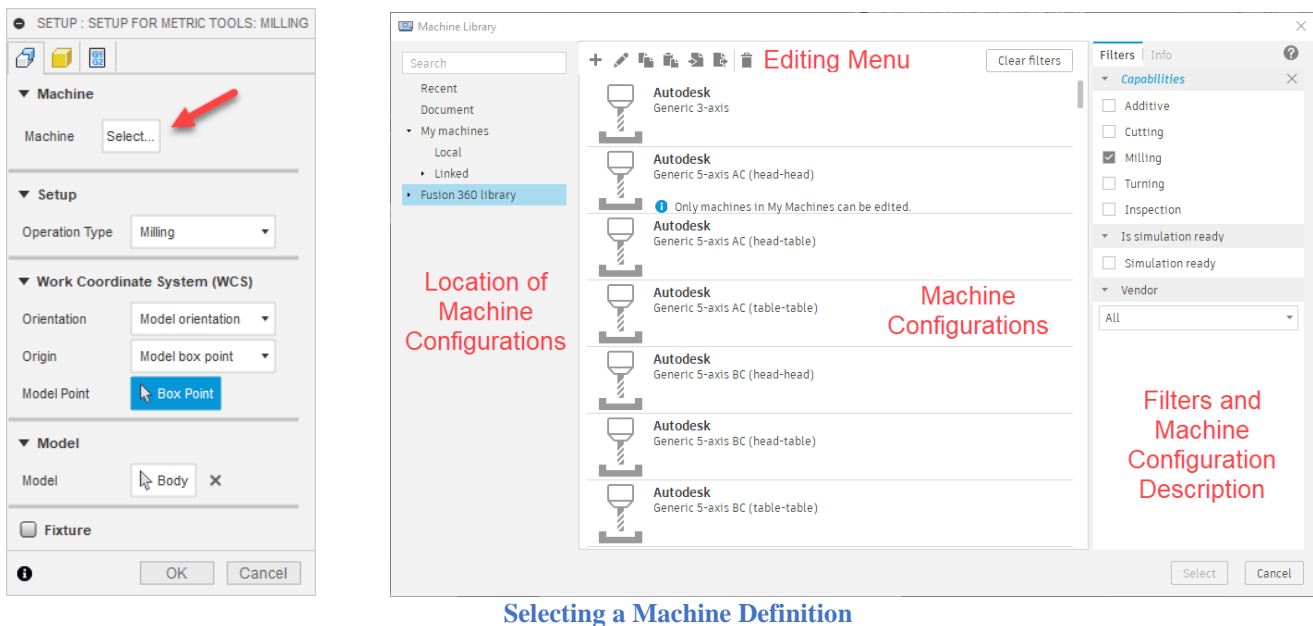 SETUP : SETUP FOR METRIC TOOLS: MILLING
G1
G2
Machine
Machine Select...
Setup
Operation Type Milling
Work Coordinate System (WCS)
Orientation Model orientation
Origin Model box point
Model Point Box Point
Model
Model Body
Fixture
OK Cancel
Machine Library
Search
Recent
Document
My machines
Local
Linked
Fusion 360 library
Location of
Machine
Configurations
Editing Menu
Clear filters
Autodesk
Generic 3-axis
Autodesk
Generic 5-axis AC (head-head)
Only machines in My Machines can be edited.
Autodesk
Generic 5-axis AC (head-table)
Autodesk
Generic 5-axis AC (table-table)
Autodesk
Generic 5-axis BC (head-head)
Autodesk
Generic 5-axis BC (head-table)
Autodesk
Generic 5-axis BC (table-table)
Machine
Configurations
Filters Info
Capabilities
Additive
Cutting
Milling
Turning
Inspection
Is simulation ready
Simulation ready
Vendor
All
Filters and
Machine
Configuration
Description
Select Cancel
Selecting a Machine Definition